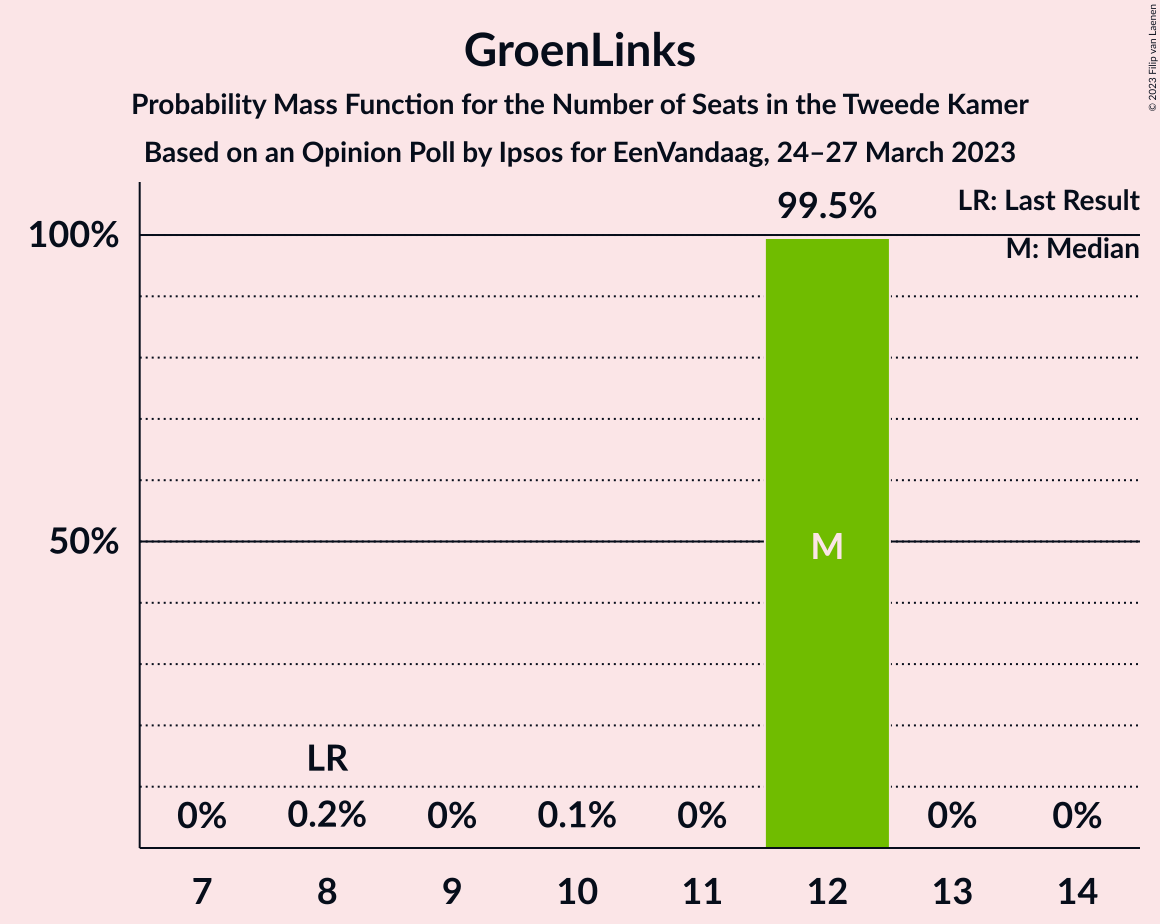 GroenLinks
Probability Mass Function for the Number of Seats in the Tweede Kamer
Based on an Opinion Poll by Ipsos for EenVandaag, 24–27 March 2023
© 2023 Filip van Laenen
LR: Last Result
M: Median
99.5%
100%
50%
M
LR
0% 0.2% 0% 0.1% 0% 0% 0%
7 8 9 10 11 12 13 14